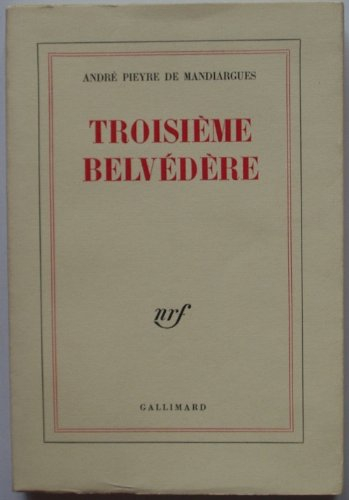 ANDRÉ PIEYRE DE MANDIARGUES
TROISIÈME
BELVÉDÈRE
nrf
GALLIMARD